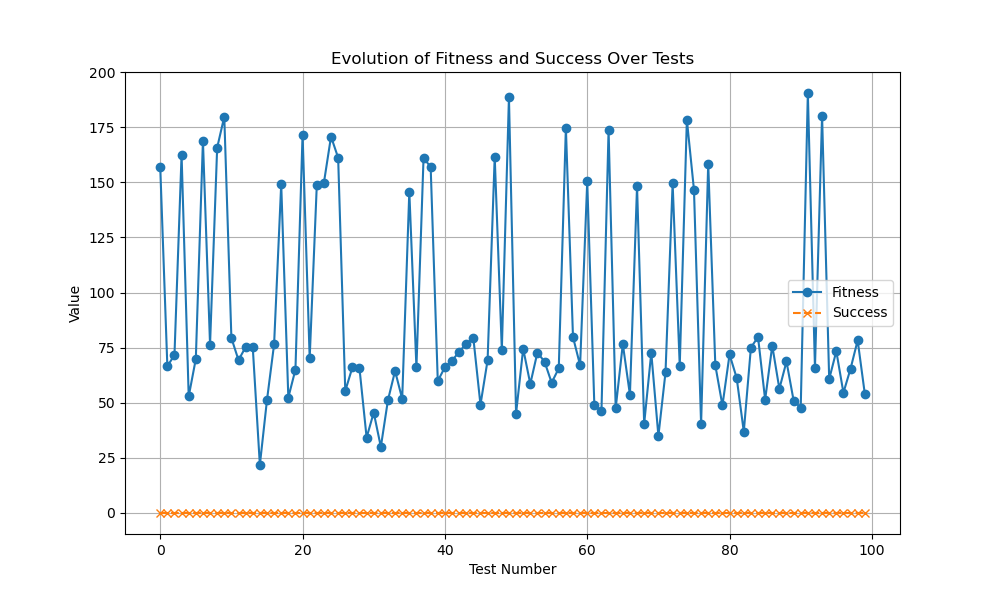 Evolution of Fitness and Success Over Tests
200
175
150
125
100
75
50
25
0
Value
Fitness
Success
0 20 40 60 80 100
Test Number